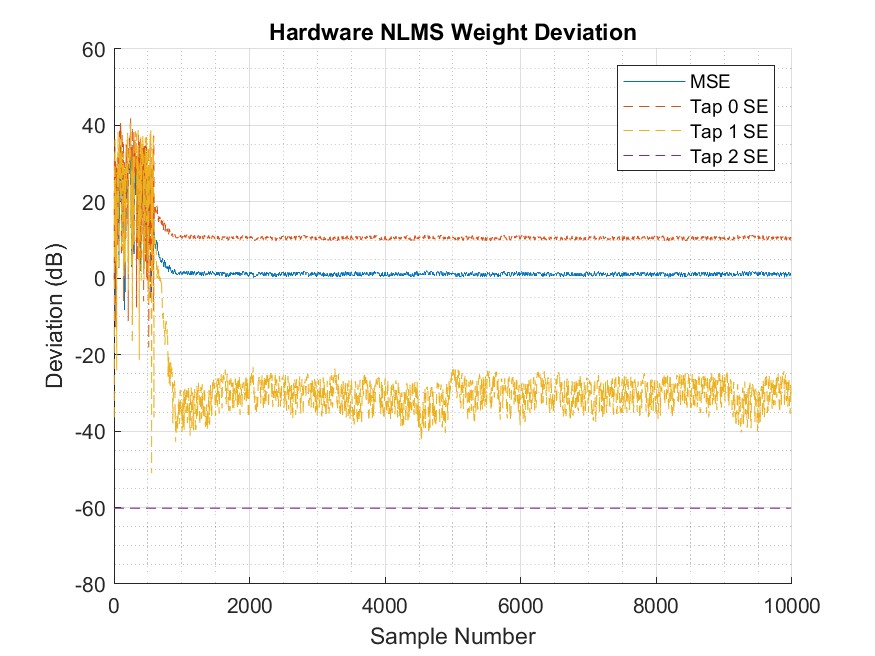 Hardware NLMS Weight Deviation
MSE
Tap 0 SE
Tap 1 SE
Tap 2 SE
Deviation (dB)
60
40
20
0
-20
-40
-60
-80
0 2000 4000 6000 8000 10000
Sample Number